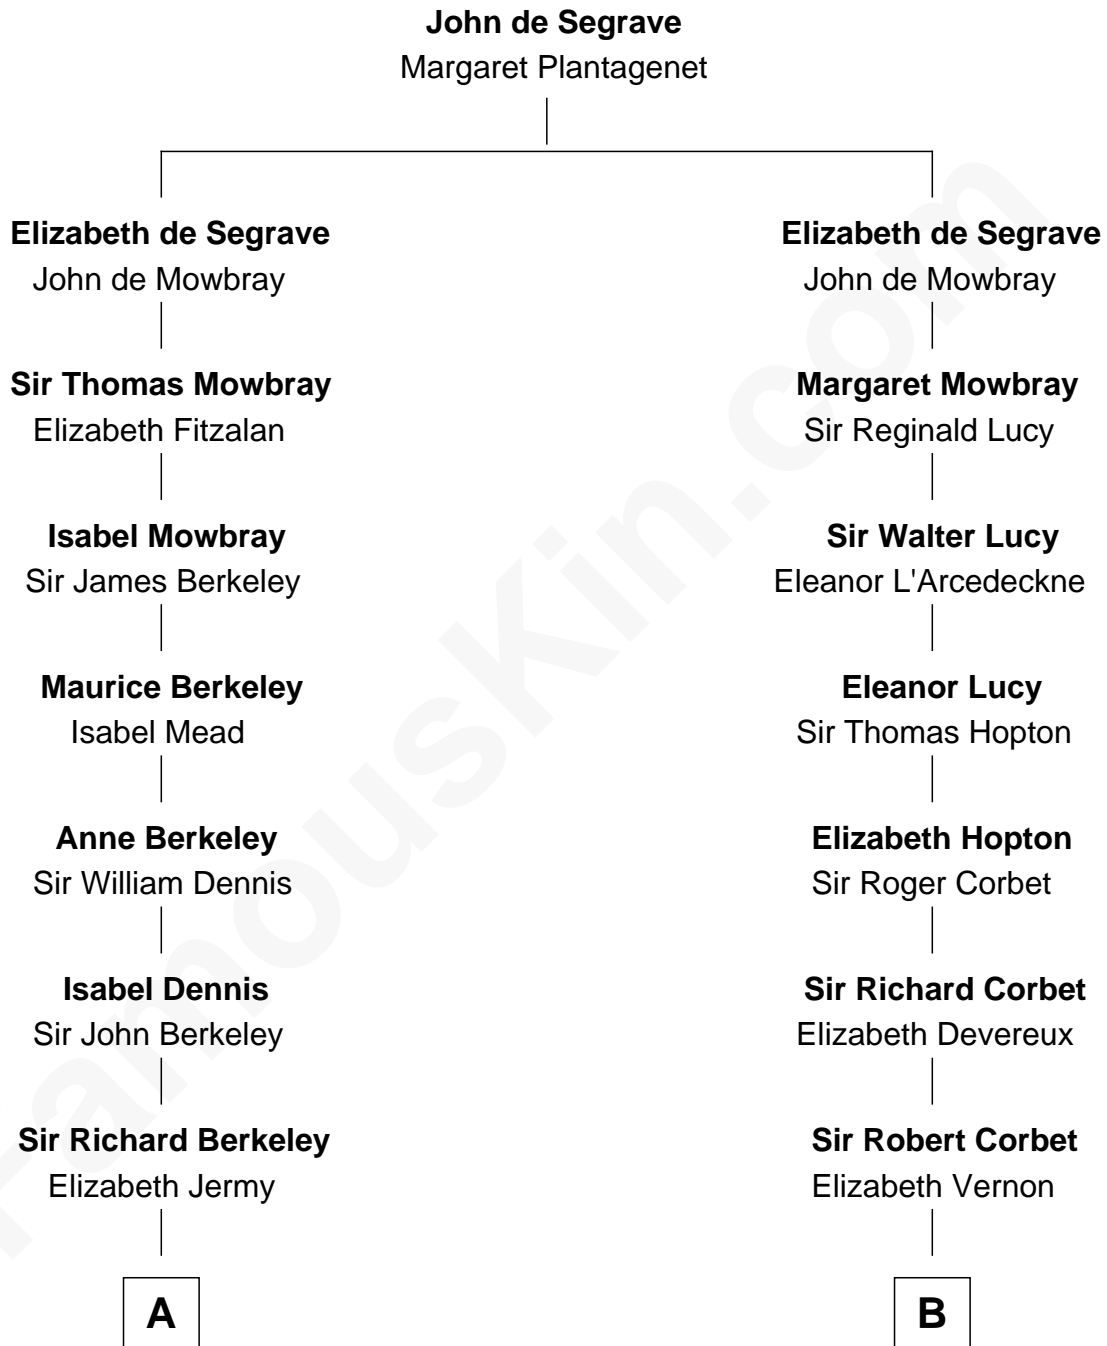 John de Segrave
Margaret Plantagenet
Elizabeth de Segrave
John de Mowbray
Sir Thomas Mowbray
Elizabeth Fitzalan
Isabel Mowbray
Sir James Berkeley
Maurice Berkeley
Isabel Mead
Anne Berkeley
Sir William Dennis
Isabel Dennis
Sir John Berkeley
Sir Richard Berkeley
Elizabeth Jermy
A
Elizabeth de Segrave
John de Mowbray
Margaret Mowbray
Sir Reginald Lucy
Sir Walter Lucy
Eleanor L'Arcedeckne
Eleanor Lucy
Sir Thomas Hopton
Elizabeth Hopton
Sir Roger Corbet
Sir Richard Corbet
Elizabeth Devereux
Sir Robert Corbet
Elizabeth Vernon
B
FamousKin.com